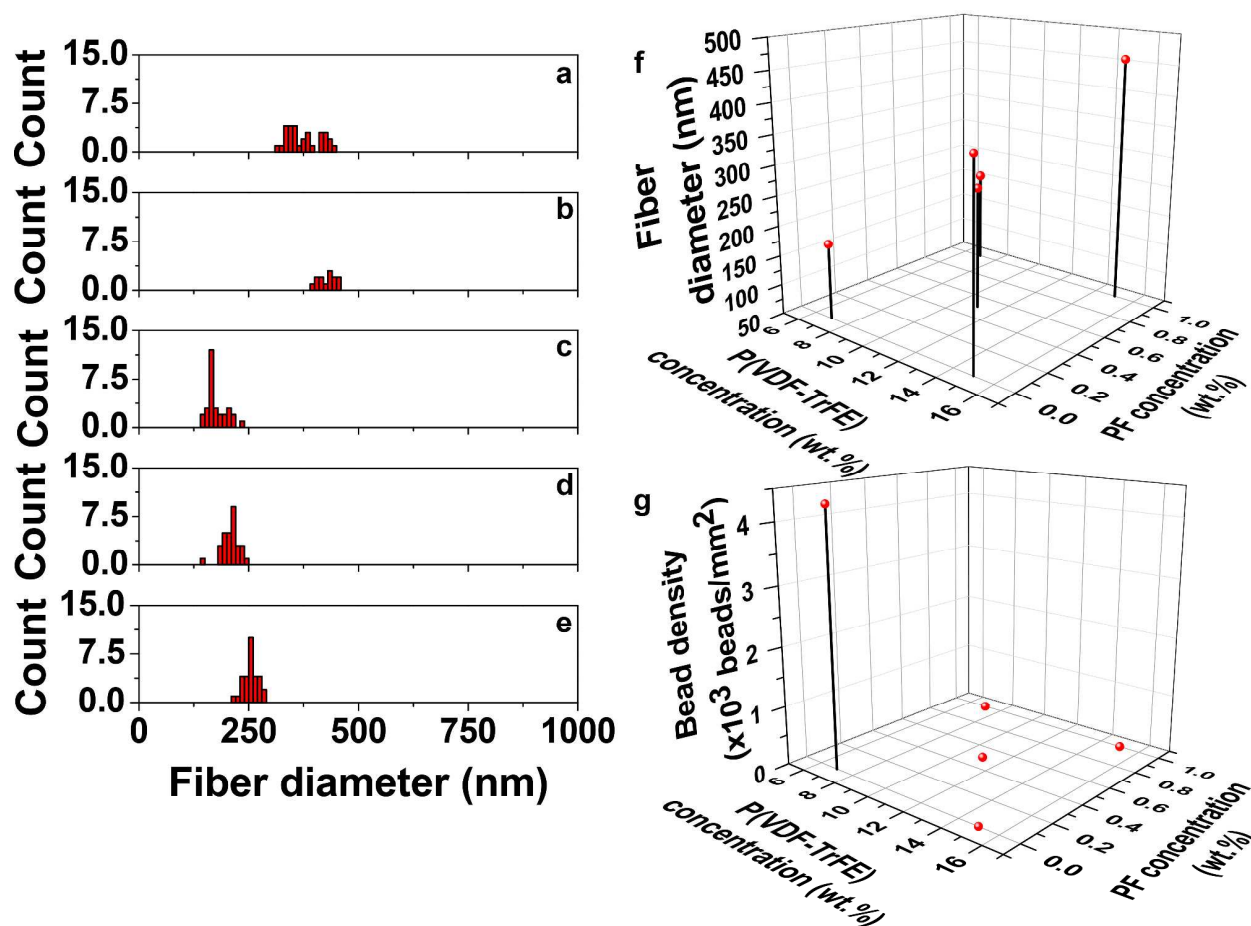 15.0
7.5
0.0
Count
a
15.0
7.5
0.0
Count
b
15.0
7.5
0.0
Count
c
15.0
7.5
0.0
Count
d
15.0
7.5
0.0
Count
e
0 250 500 750 1000
Fiber diameter (nm)
f
Fiber
diameter (nm)
500
450
400
350
300
250
200
150
100
50
6 8 10 12 14 16
P(VDF-TrFE)
concentration (wt.%)
0.0 0.2 0.4 0.6 0.8 1.0
PF concentration
(wt.%)
g
Bead density
(x10³ beads/mm²)
4
3
2
1
0
6 8 10 12 14 16
P(VDF-TrFE)
concentration (wt.%)
0.0 0.2 0.4 0.6 0.8 1.0
PF concentration
(wt.%)